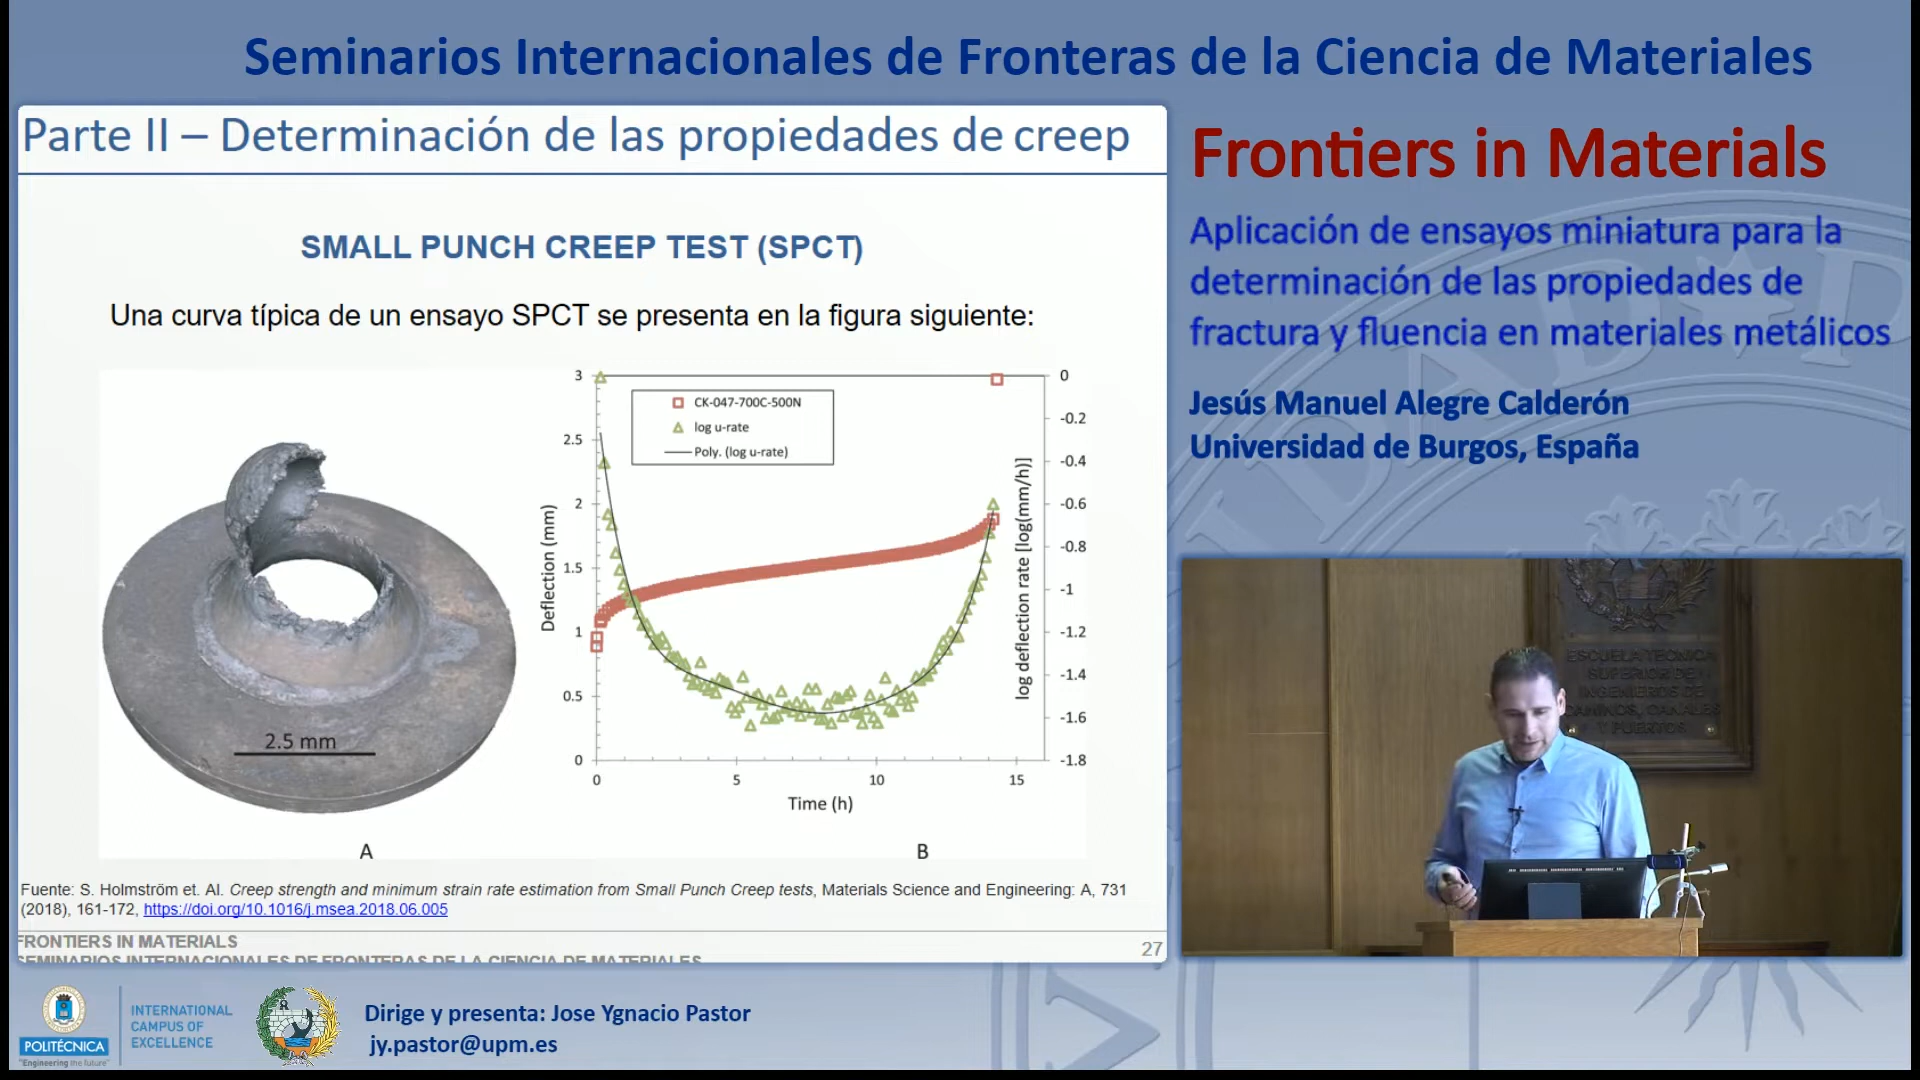 Seminarios Internacionales de Fronteras de la Ciencia de Materiales
Parte II – Determinación de las propiedades de creep
SMALL PUNCH CREEP TEST (SPCT)
Una curva típica de un ensayo SPCT se presenta en la figura siguiente:
2.5 mm
A
Deflection (mm)
3
2.5
2
1.5
1
0.5
0
CK-047-700C-500N
log u-rate
Poly. (log u-rate)
0
-0.2
-0.4
-0.6
-0.8
-1
-1.2
-1.4
-1.6
-1.8
log deflection rate [log(mm/h)]
0 5 10 15
Time (h)
B
Fuente: S. Holmström et. Al. Creep strength and minimum strain rate estimation from Small Punch Creep tests, Materials Science and Engineering: A, 731
(2018), 161-172, https://doi.org/10.1016/j.msea.2018.06.005
FRONTIERS IN MATERIALS
SEMINARIOS INTERNACIONALES DE FRONTERAS DE LA CIENCIA DE MATERIALES
27
Frontiers in Materials
Aplicación de ensayos miniatura para la
determinación de las propiedades de
fractura y fluencia en materiales metálicos
Jesús Manuel Alegre Calderón
Universidad de Burgos, España
ESCUELA TECNICA
SUPERIOR DE
INGENIEROS DE
CAMINOS, CANALES
Y PUERTOS
POLITÉCNICA
"Engineering the future"
INTERNATIONAL
CAMPUS OF
EXCELLENCE
Dirige y presenta: Jose Ygnacio Pastor
jy.pastor@upm.es